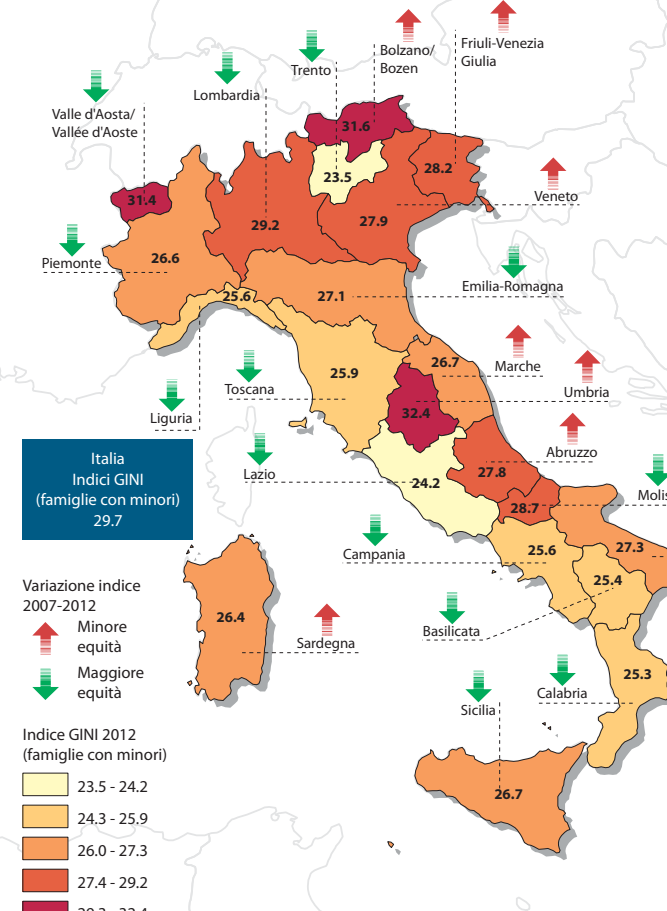 Bolzano/
Bozen
Friuli-Venezia
Giulia
Trento
Lombardia
Valle d'Aosta/
Vallée d'Aoste
31.6
23.5
28.2
31.4
Veneto
29.2
27.9
Piemonte
26.6
Emilia-Romagna
25.6
27.1
Marche
26.7
25.9
Toscana
Umbria
32.4
Liguria
Abruzzo
Italia
Indici GINI
(famiglie con minori)
29.7
Lazio
27.8
24.2
Molis
28.7
Campania
25.6
27.3
25.4
Variazione indice
2007-2012
Minore
equità
Maggiore
equità
26.4
Sardegna
Basilicata
25.3
Calabria
Sicilia
Indice GINI 2012
(famiglie con minori)
26.7
23.5 - 24.2
24.3 - 25.9
26.0 - 27.3
27.4 - 29.2